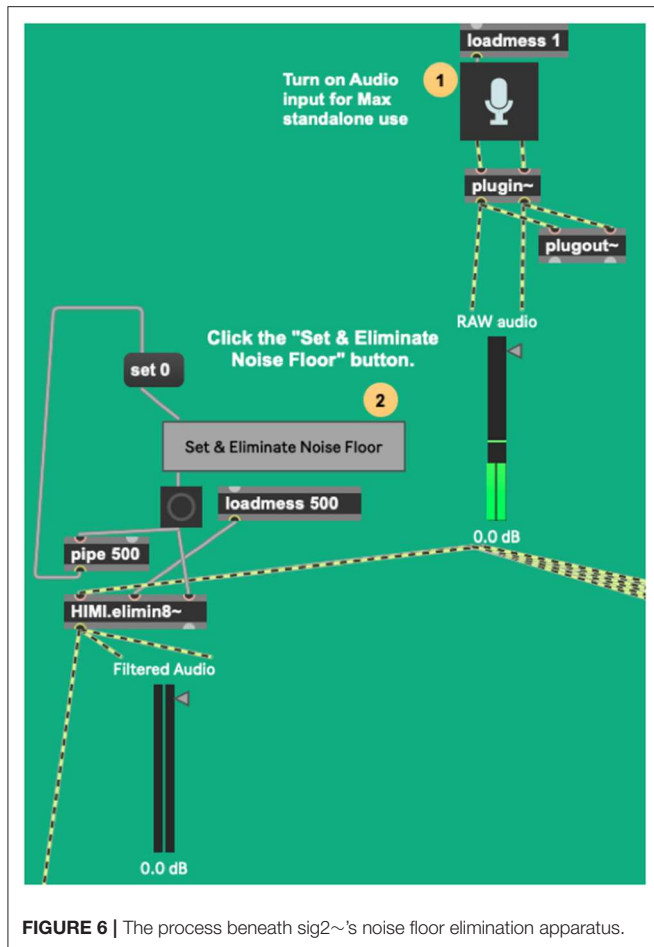 loadmess 1
Turn on Audio
input for Max
standalone use
1
plugin~
plugout~
RAW audio
Click the "Set & Eliminate
Noise Floor" button.
set 0
2
Set & Eliminate Noise Floor
loadmess 500
pipe 500
0.0 dB
HIMI.elimin8~
Filtered Audio
0.0 dB
FIGURE 6 | The process beneath sig2~'s noise floor elimination apparatus.